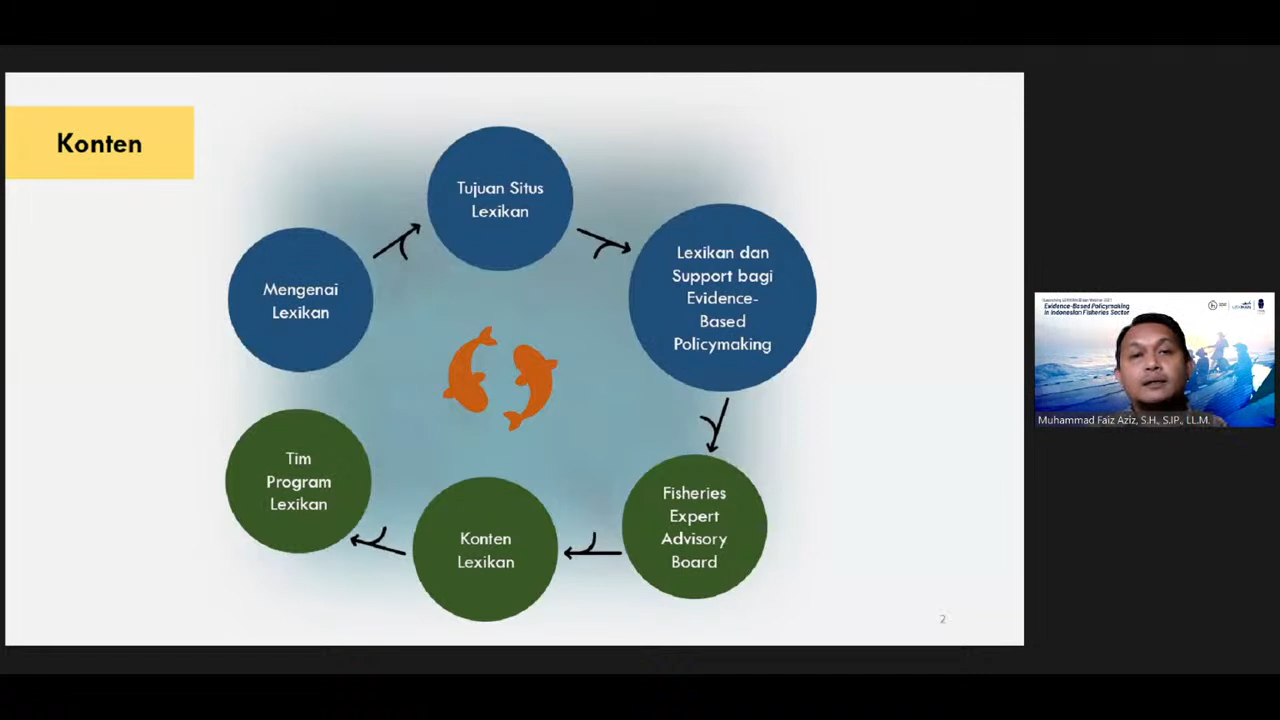 Konten
Tujuan Situs
Lexikan
Mengenai
Lexikan
Lexikan dan
Support bagi
Evidence-
Based
Policymaking
Fisheries
Expert
Advisory
Board
Konten
Lexikan
Tim
Program
Lexikan
2
Evidence-Based Policymaking
in Indonesian Fisheries Sector
Muhammad Faiz Aziz, S.H., S.IP., LL.M.